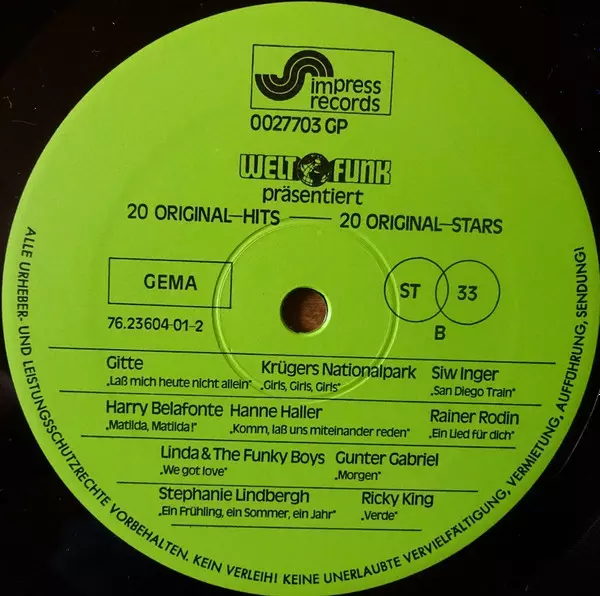 impress
records
0027703 GP
WELT FUNK
präsentiert
20 ORIGINAL-HITS — 20 ORIGINAL-STARS
GEMA
ST 33
76.23604-01-2
B
Gitte Krügers Nationalpark Siw Inger
„Laß mich heute nicht allein“ „Girls, Girls, Girls“ „San Diego Train“
Harry Belafonte Hanne Haller Rainer Rodin
„Matilda, Matilda!“ „Komm, laß uns miteinander reden“ „Ein Lied für dich“
Linda & The Funky Boys Gunter Gabriel
„We got love“ „Morgen“
Stephanie Lindbergh Ricky King
„Ein Frühling, ein Sommer, ein Jahr“ „Verde“
ALLE URHEBER- UND LEISTUNGSSCHUTZRECHTE VORBEHALTEN. KEIN VERLEIH! KEINE UNERLAUBTE VERVIELFÄLTIGUNG, VERMIETUNG, AUFFÜHRUNG, SENDUNG!